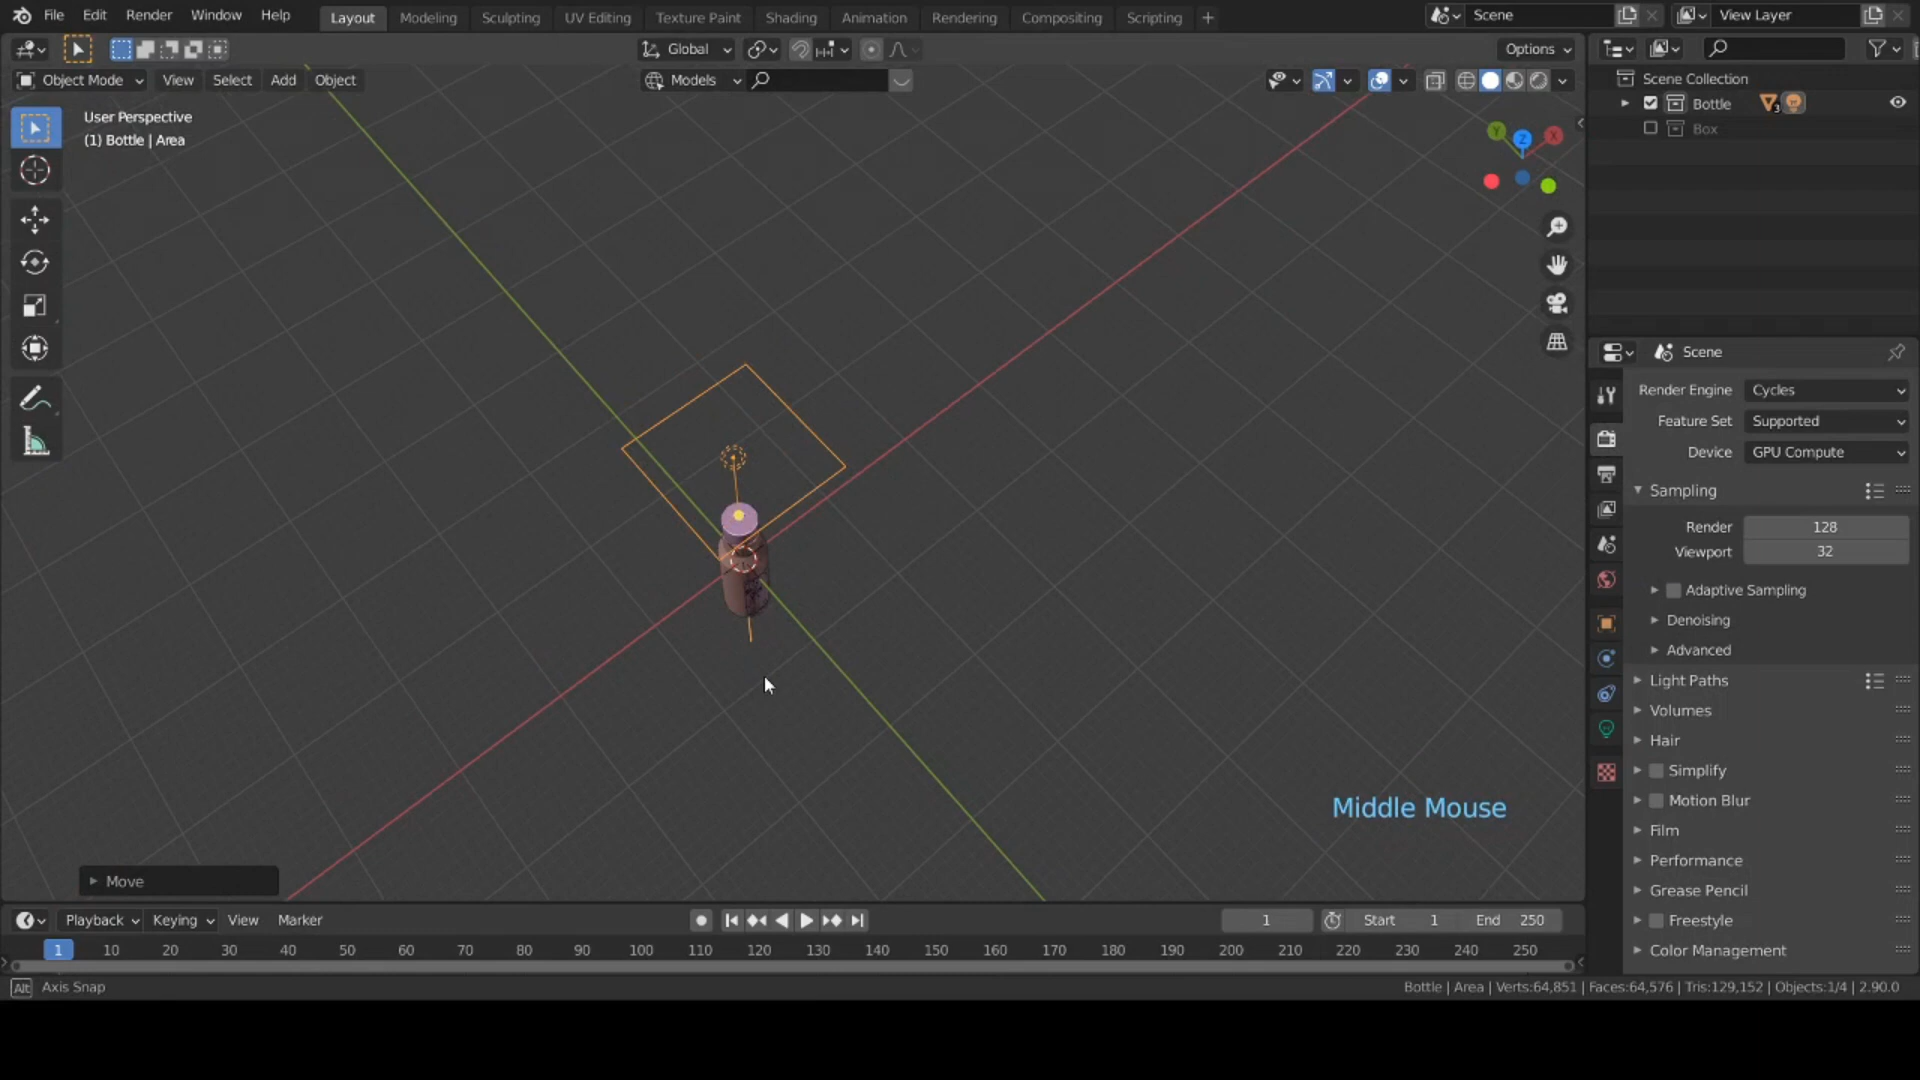 File Edit Render Window Help Layout Modeling Sculpting UV Editing Texture Paint Shading Animation Rendering Compositing Scripting + Scene View Layer
Global Options
Object Mode View Select Add Object Models
User Perspective
(1) Bottle | Area
Y Z X
Scene Collection
Bottle 3
Box
Scene
Render Engine Cycles
Feature Set Supported
Device GPU Compute
Sampling
Render 128
Viewport 32
Adaptive Sampling
Denoising
Advanced
Light Paths
Volumes
Hair
Simplify
Motion Blur
Film
Performance
Grease Pencil
Freestyle
Color Management
Middle Mouse
Move
Playback Keying View Marker 1 Start 1 End 250
1 10 20 30 40 50 60 70 80 90 100 110 120 130 140 150 160 170 180 190 200 210 220 230 240 250
Alt Axis Snap Bottle | Area | Verts:64,851 | Faces:64,576 | Tris:129,152 | Objects:1/4 | 2.90.0